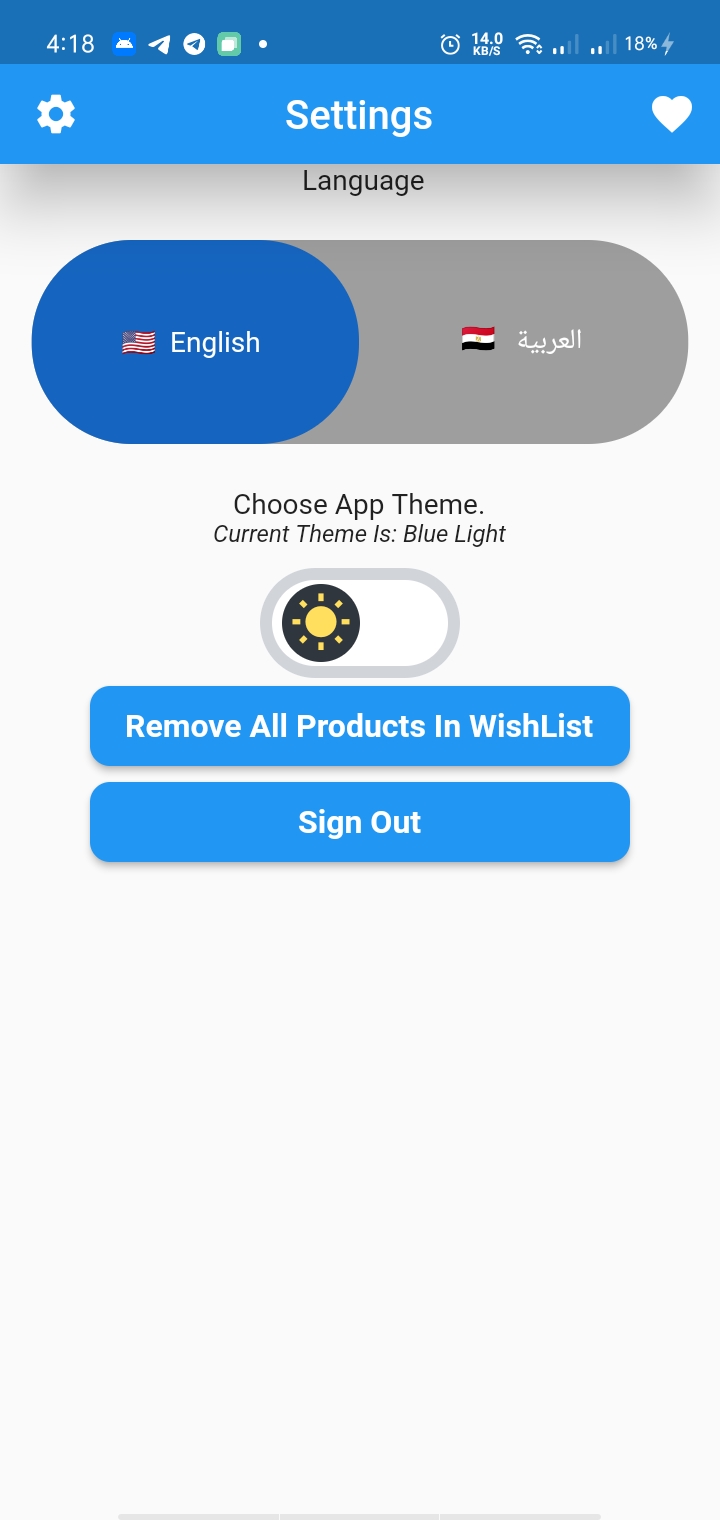 4:18 14.0 KB/S 18%
Settings
Language
English العربية
Choose App Theme.
Current Theme Is: Blue Light
Remove All Products In WishList
Sign Out